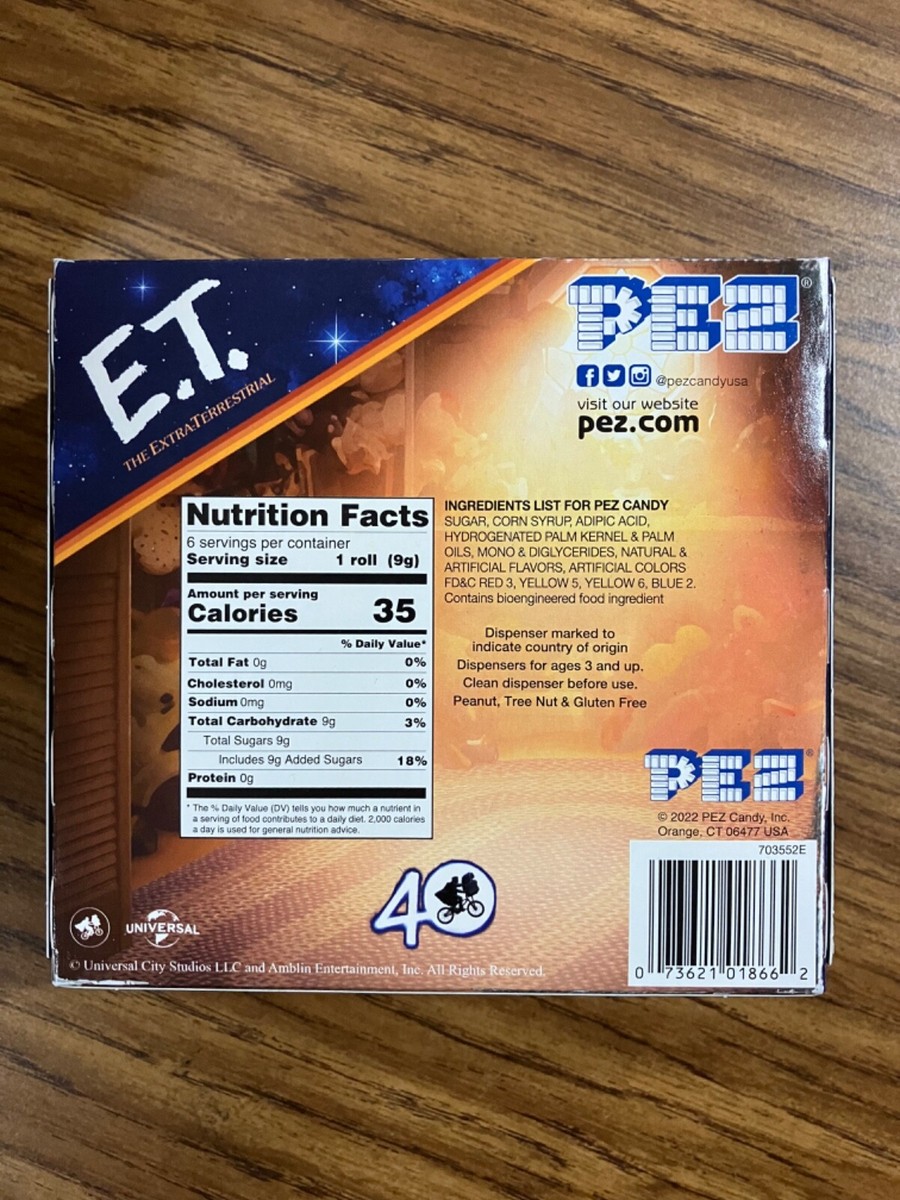 E.T.
THE EXTRA-TERRESTRIAL
PEZ®
@pezcandyusa
visit our website
pez.com
Nutrition Facts
6 servings per container
Serving size 1 roll (9g)
Amount per serving
Calories 35
% Daily Value*
Total Fat 0g 0%
Cholesterol 0mg 0%
Sodium 0mg 0%
Total Carbohydrate 9g 3%
Total Sugars 9g
Includes 9g Added Sugars 18%
Protein 0g
* The % Daily Value (DV) tells you how much a nutrient in
a serving of food contributes to a daily diet. 2,000 calories
a day is used for general nutrition advice.
INGREDIENTS LIST FOR PEZ CANDY
SUGAR, CORN SYRUP, ADIPIC ACID,
HYDROGENATED PALM KERNEL & PALM
OILS, MONO & DIGLYCERIDES, NATURAL &
ARTIFICIAL FLAVORS, ARTIFICIAL COLORS
FD&C RED 3, YELLOW 5, YELLOW 6, BLUE 2.
Contains bioengineered food ingredient
Dispenser marked to
indicate country of origin
Dispensers for ages 3 and up.
Clean dispenser before use.
Peanut, Tree Nut & Gluten Free
PEZ®
© 2022 PEZ Candy, Inc.
Orange, CT 06477 USA
703552E
0 73621 01866 2
40
UNIVERSAL
© Universal City Studios LLC and Amblin Entertainment, Inc. All Rights Reserved.